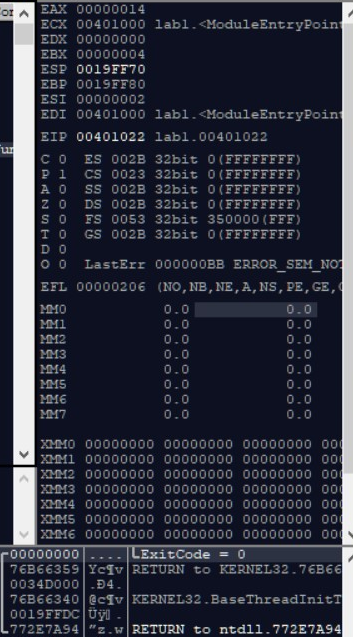 EAX 00000014
ECX 00401000 lab1.<ModuleEntryPoint
EDX 00000000
EBX 00000004
ESP 0019FF70
EBP 0019FF80
ESI 00000002
EDI 00401000 lab1.<ModuleEntryPoint
EIP 00401022 lab1.00401022
C 0 ES 002B 32bit 0(FFFFFFFF)
P 1 CS 0023 32bit 0(FFFFFFFF)
A 0 SS 002B 32bit 0(FFFFFFFF)
Z 0 DS 002B 32bit 0(FFFFFFFF)
S 0 FS 0053 32bit 350000(FFF)
T 0 GS 002B 32bit 0(FFFFFFFF)
D 0
O 0 LastErr 000000BB ERROR_SEM_NOT
EFL 00000206 (NO,NB,NE,A,NS,PE,GE,G
MM0 0.0 0.0
MM1 0.0 0.0
MM2 0.0 0.0
MM3 0.0 0.0
MM4 0.0 0.0
MM5 0.0 0.0
MM6 0.0 0.0
MM7 0.0 0.0
XMM0 00000000 00000000 00000000 000
XMM1 00000000 00000000 00000000 000
XMM2 00000000 00000000 00000000 000
XMM3 00000000 00000000 00000000 000
XMM4 00000000 00000000 00000000 000
XMM5 00000000 00000000 00000000 000
XMM6 00000000 00000000 00000000 000
00000000 .... ExitCode = 0
76B66359 Yc¶v RETURN to KERNEL32.76B66
0034D000 .Đ4.
76B66340 @c¶v KERNEL32.BaseThreadInitT
0019FFDC
772E7A94 "z.w RETURN to ntdll.772E7A94